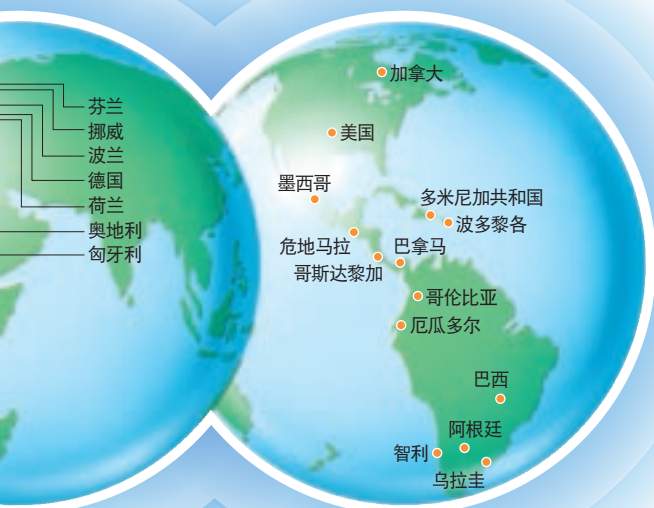 芬兰
挪威
波兰
德国
荷兰
奥地利
匈牙利
加拿大
美国
墨西哥
多米尼加共和国
波多黎各
危地马拉
巴拿马
哥斯达黎加
哥伦比亚
厄瓜多尔
巴西
阿根廷
智利
乌拉圭